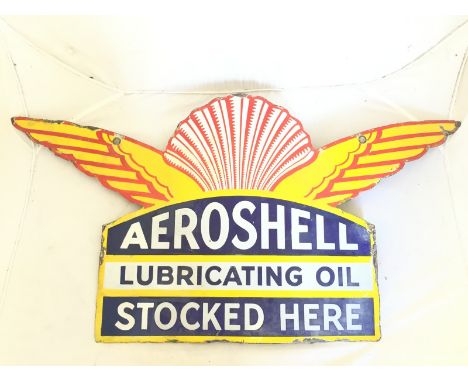 AEROSHELL
LUBRICATING OIL
STOCKED HERE